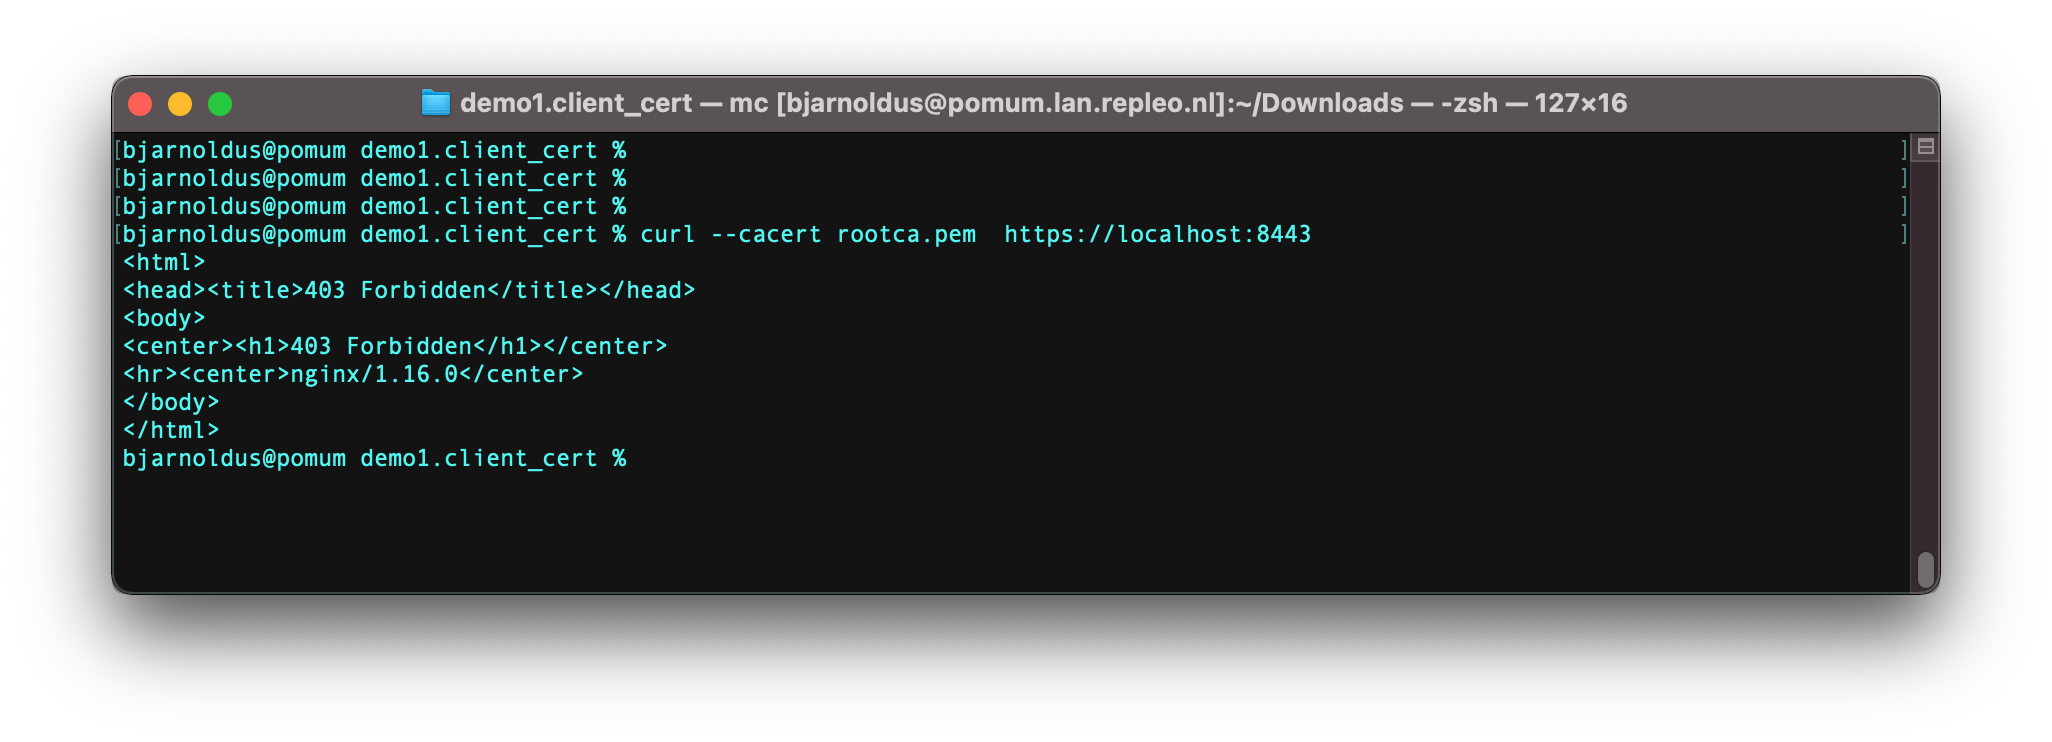 demo1.client_cert — mc [bjarnoldus@pomum.lan.repleo.nl]:~/Downloads — -zsh — 127×16
[bjarnoldus@pomum demo1.client_cert % ]
[bjarnoldus@pomum demo1.client_cert % ]
[bjarnoldus@pomum demo1.client_cert % ]
[bjarnoldus@pomum demo1.client_cert % curl --cacert rootca.pem  https://localhost:8443 ]
<html>
<head><title>403 Forbidden</title></head>
<body>
<center><h1>403 Forbidden</h1></center>
<hr><center>nginx/1.16.0</center>
</body>
</html>
bjarnoldus@pomum demo1.client_cert %